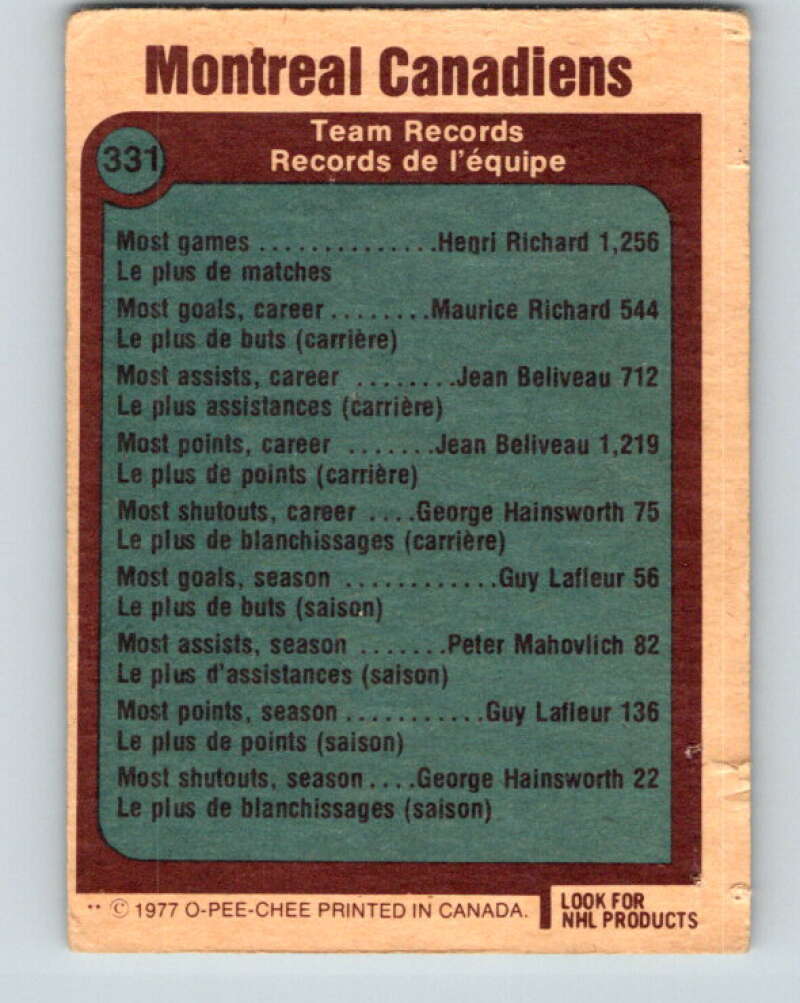 Montreal Canadiens
331
Team Records
Records de l'équipe
Most games ..............Henri Richard 1,256
Le plus de matches
Most goals, career........Maurice Richard 544
Le plus de buts (carrière)
Most assists, career ........Jean Beliveau 712
Le plus assistances (carrière)
Most points, career .......Jean Beliveau 1,219
Le plus de points (carrière)
Most shutouts, career ....George Hainsworth 75
Le plus de blanchissages (carrière)
Most goals, season ............Guy Lafleur 56
Le plus de buts (saison)
Most assists, season .......Peter Mahovlich 82
Le plus d'assistances (saison)
Most points, season...........Guy Lafleur 136
Le plus de points (saison)
Most shutouts, season....George Hainsworth 22
Le plus de blanchissages (saison)
** © 1977 O-PEE-CHEE PRINTED IN CANADA.
LOOK FOR
NHL PRODUCTS